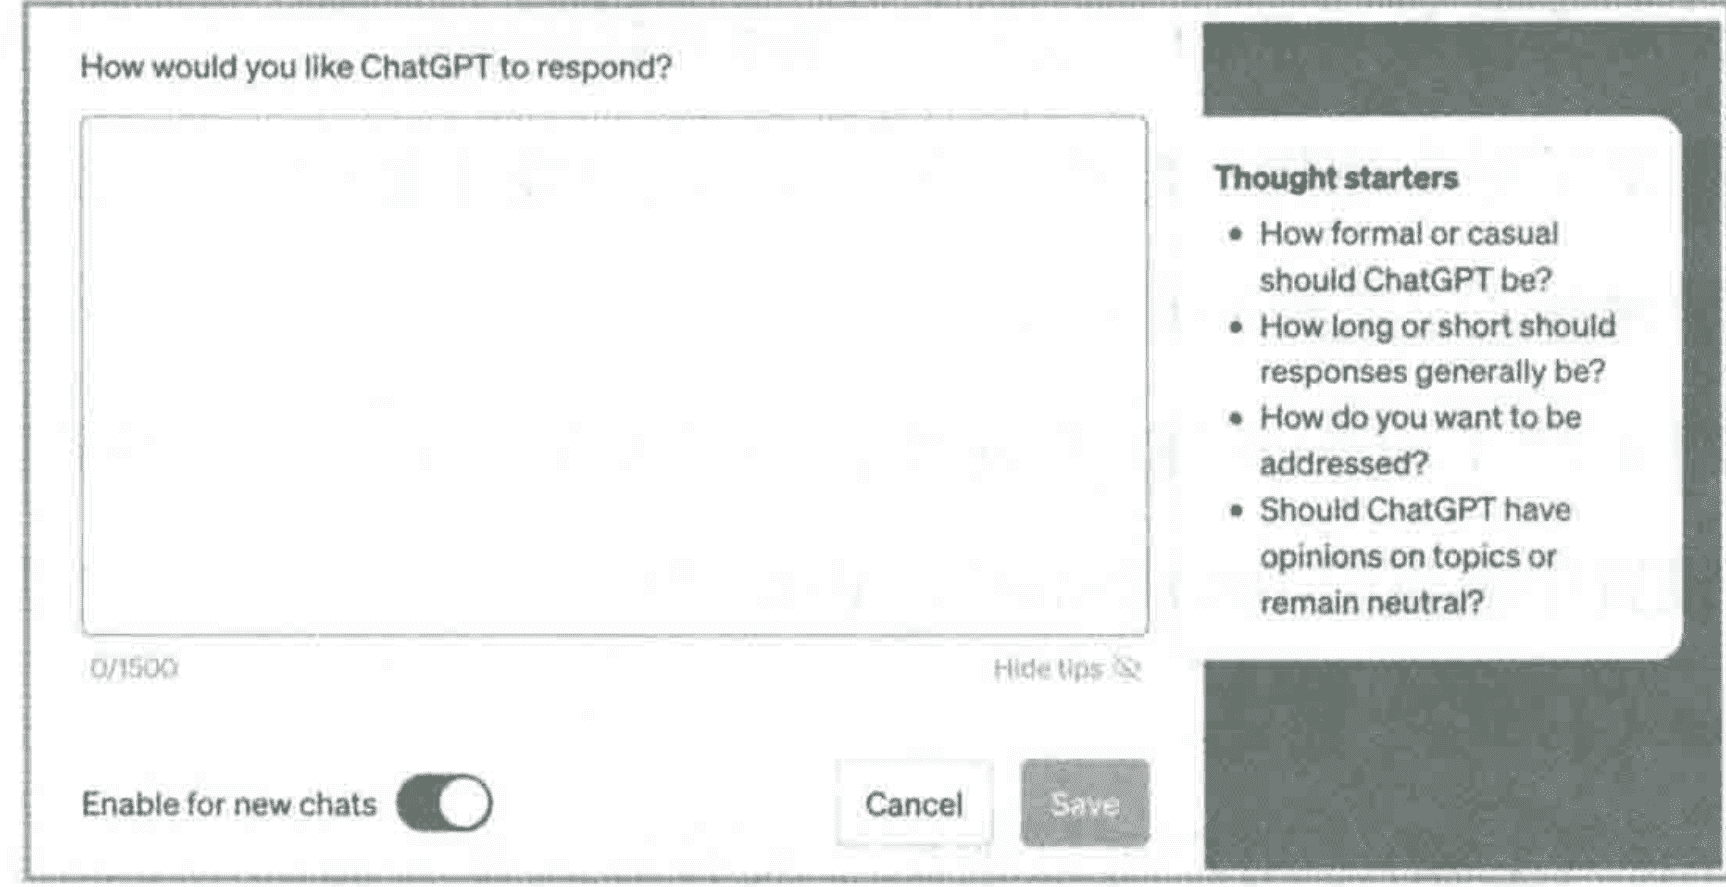 How would you like ChatGPT to respond?
Thought starters
• How formal or casual
should ChatGPT be?
• How long or short should
responses generally be?
• How do you want to be
addressed?
• Should ChatGPT have
opinions on topics or
remain neutral?
0/1500
Hide tips
Enable for new chats
Cancel
Save